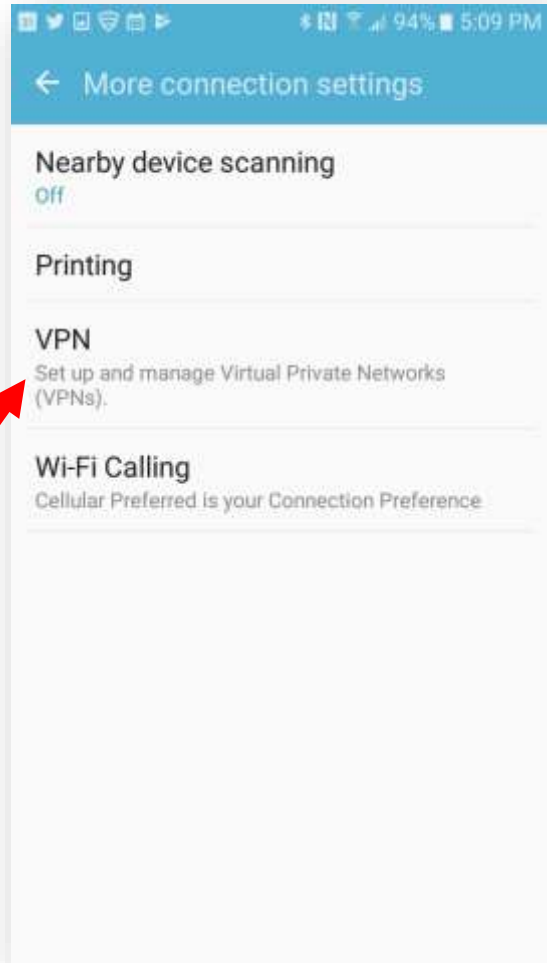 94% 5:09 PM
More connection settings
Nearby device scanning
Off
Printing
VPN
Set up and manage Virtual Private Networks
(VPNs).
Wi-Fi Calling
Cellular Preferred is your Connection Preference